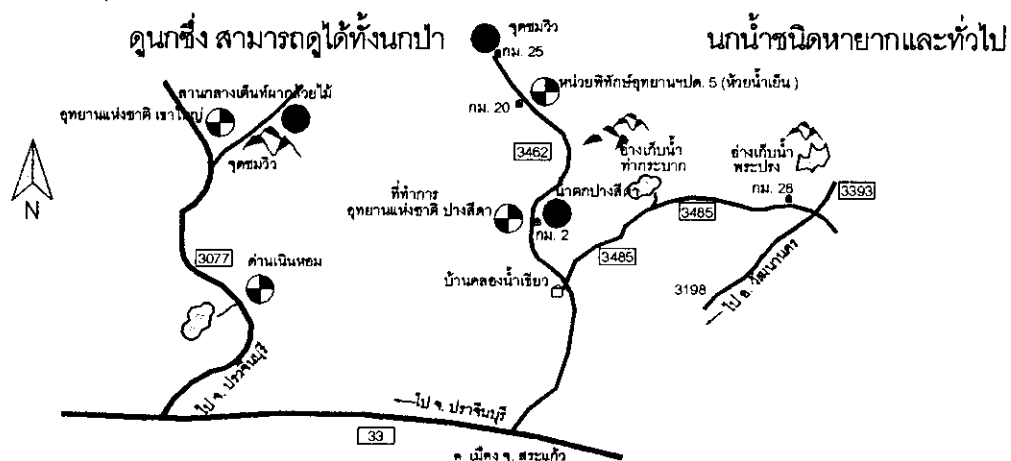 ดูนกซึ่ง สามารถดูได้ทั้งนกป่า
นกน้ำชนิดหายากและทั่วไป
จุดชมวิว
กม. 25
หน่วยพิทักษ์อุทยานฯปด. 5 (ห้วยน้ำเย็น)
กม. 20
ลานกางเต็นท์ผากล้วยไม้
อุทยานแห่งชาติ เขาใหญ่
จุดชมวิว
3462
อ่างเก็บน้ำ
ท่ากระบาก
อ่างเก็บน้ำ
พระปรง
กม. 28
3393
N
ที่ทำการ
อุทยานแห่งชาติ ปางสีดา
น้ำตกปางสีดา
กม. 2
3485
3485
3077
ด่านเนินหอม
บ้านคลองน้ำเขียว
3198
ไป อ. วัฒนานคร
ไป จ. ปราจีนบุรี
ไป จ. ปราจีนบุรี
33
อ. เมือง จ. สระแก้ว